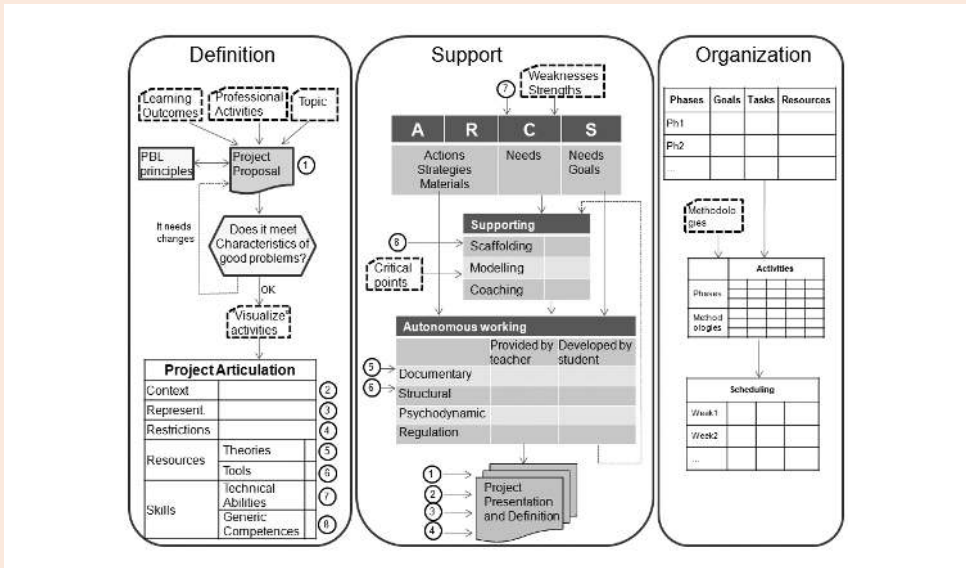 Definition
Learning
Outcomes
Professional
Activities
Topic
PBL
principles
Project
Proposal
1
It needs
changes
Does it meet
Characteristics of
good problems?
OK
"Visualize"
activities
Project Articulation
Context
2
Represent.
3
Restrictions
4
Resources
Theories
5
Tools
6
Skills
Technical
Abilities
7
Generic
Competences
8
Support
7
Weaknesses
Strengths
A R C S
Actions
Strategies
Materials
Needs
Needs
Goals
Supporting
8
Scaffolding
Critical
points
Modelling
Coaching
Autonomous working
Provided by
teacher
Developed by
student
5
Documentary
6
Structural
Psychodynamic
Regulation
1
2
3
4
Project
Presentation
and Definition
Organization
Phases Goals Tasks Resources
Ph1
Ph2
...
Methodolo
gies
Activities
Phases
Method
ologies
Scheduling
Week1
Week2
...